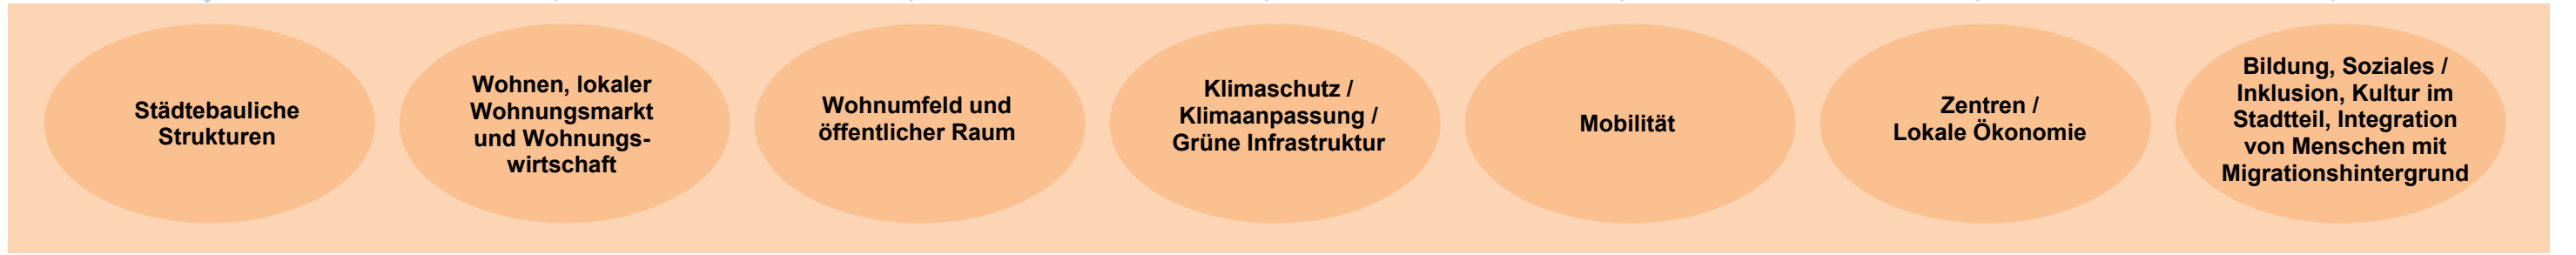 Städtebauliche
Strukturen
Wohnen, lokaler
Wohnungsmarkt
und Wohnungs-
wirtschaft
Wohnumfeld und
öffentlicher Raum
Klimaschutz /
Klimaanpassung /
Grüne Infrastruktur
Mobilität
Zentren /
Lokale Ökonomie
Bildung, Soziales /
Inklusion, Kultur im
Stadtteil, Integration
von Menschen mit
Migrationshintergrund